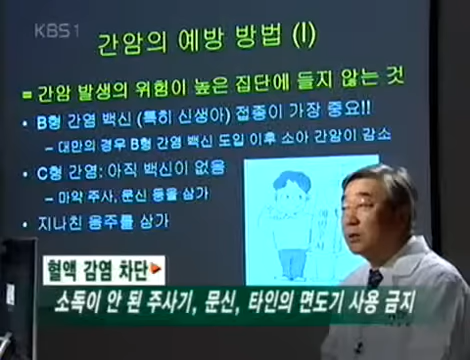 KBS1
간암의 예방 방법 (I)
= 간암 발생의 위험이 높은 집단에 들지 않는 것
• B형 간염 백신 (특히 신생아) 접종이 가장 중요!!
– 대만의 경우 B형 간염 백신 도입 이후 소아 간암이 감소
• C형 간염: 아직 백신이 없음
– 마약 주사, 문신 등을 삼가
• 지나친 음주를 삼가
혈액 감염 차단▶
소독이 안 된 주사기, 문신, 타인의 면도기 사용 금지